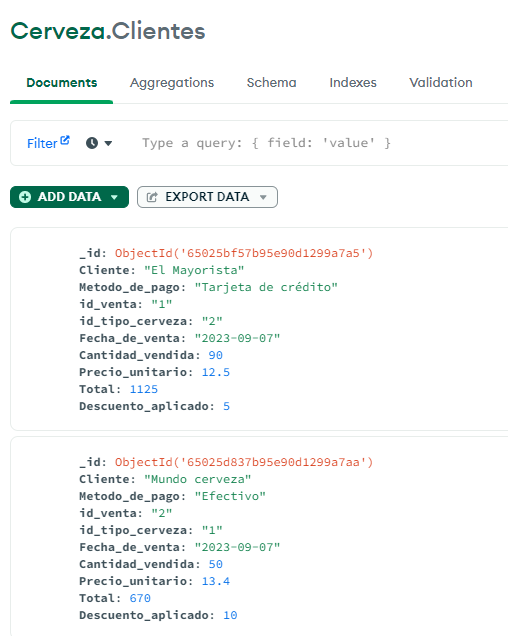 Cerveza.Clientes
Documents Aggregations Schema Indexes Validation
Filter Type a query: { field: 'value' }
ADD DATA EXPORT DATA
_id: ObjectId('65025bf57b95e90d1299a7a5')
Cliente: "El Mayorista"
Metodo_de_pago: "Tarjeta de crédito"
id_venta: "1"
id_tipo_cerveza: "2"
Fecha_de_venta: "2023-09-07"
Cantidad_vendida: 90
Precio_unitario: 12.5
Total: 1125
Descuento_aplicado: 5
_id: ObjectId('65025d837b95e90d1299a7aa')
Cliente: "Mundo cerveza"
Metodo_de_pago: "Efectivo"
id_venta: "2"
id_tipo_cerveza: "1"
Fecha_de_venta: "2023-09-07"
Cantidad_vendida: 50
Precio_unitario: 13.4
Total: 670
Descuento_aplicado: 10